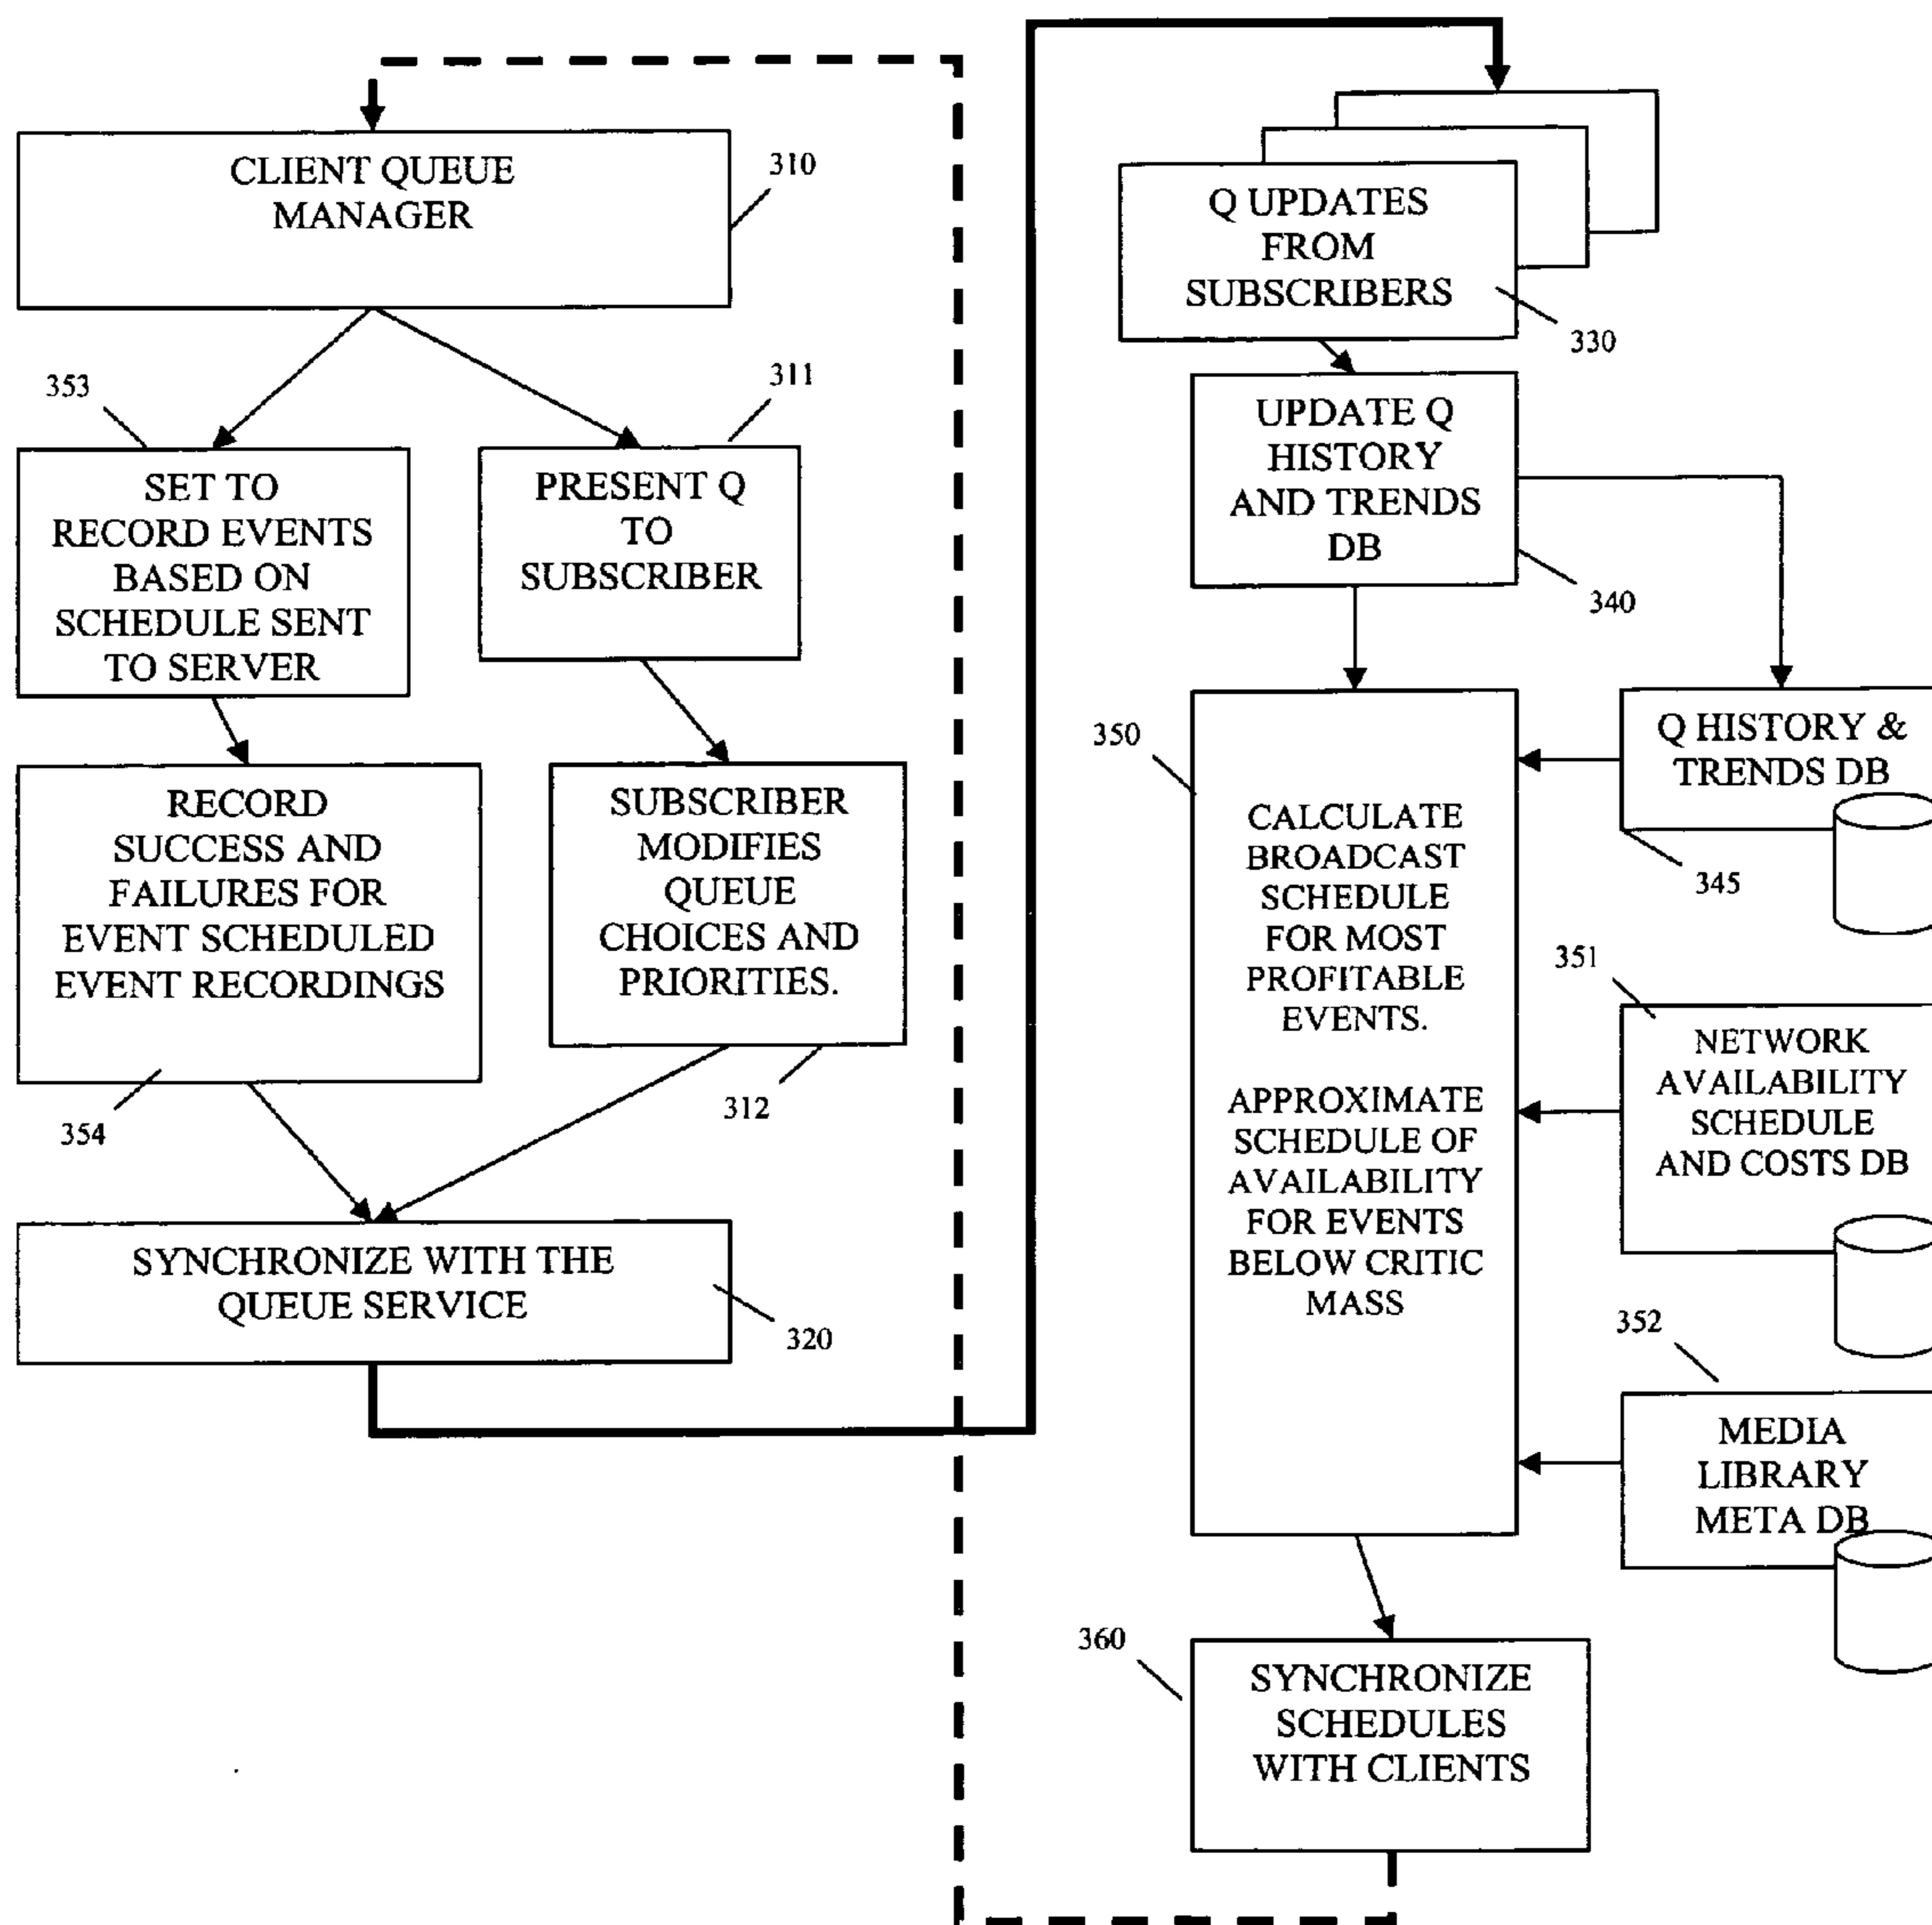 CLIENT QUEUE
MANAGER
310
353
311
SET TO
RECORD EVENTS
BASED ON
SCHEDULE SENT
TO SERVER
PRESENT Q
TO
SUBSCRIBER
RECORD
SUCCESS AND
FAILURES FOR
EVENT SCHEDULED
EVENT RECORDINGS
354
SUBSCRIBER
MODIFIES
QUEUE
CHOICES AND
PRIORITIES.
312
SYNCHRONIZE WITH THE
QUEUE SERVICE
320
Q UPDATES
FROM
SUBSCRIBERS
330
UPDATE Q
HISTORY
AND TRENDS
DB
340
350
CALCULATE
BROADCAST
SCHEDULE
FOR MOST
PROFITABLE
EVENTS.
APPROXIMATE
SCHEDULE OF
AVAILABILITY
FOR EVENTS
BELOW CRITIC
MASS
Q HISTORY &
TRENDS DB
345
351
NETWORK
AVAILABILITY
SCHEDULE
AND COSTS DB
352
MEDIA
LIBRARY
META DB
360
SYNCHRONIZE
SCHEDULES
WITH CLIENTS